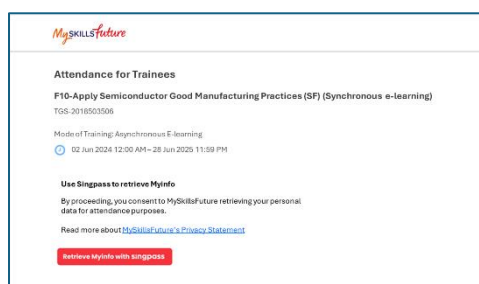 MySKILLSfuture
Attendance for Trainees
F10-Apply Semiconductor Good Manufacturing Practices (SF) (Synchronous e-learning)
TGS-2016503506
Mode of Training: Asynchronous E-learning
02 Jun 2024 12:00 AM – 28 Jun 2025 11:59 PM
Use Singpass to retrieve Myinfo
By proceeding, you consent to MySkillsFuture retrieving your personal
data for attendance purposes.
Read more about MySkillsFuture's Privacy Statement
Retrieve Myinfo with singpass